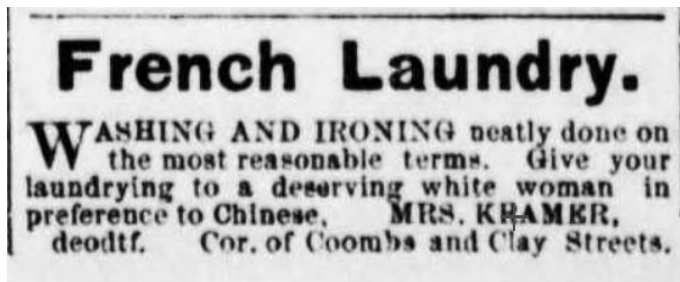 French Laundry.
WASHING AND IRONING neatly done on
the most reasonable terms. Give your
laundrying to a deserving white woman in
preference to Chinese. MRS. KRAMER,
deodtf. Cor. of Coombs and Clay Streets.